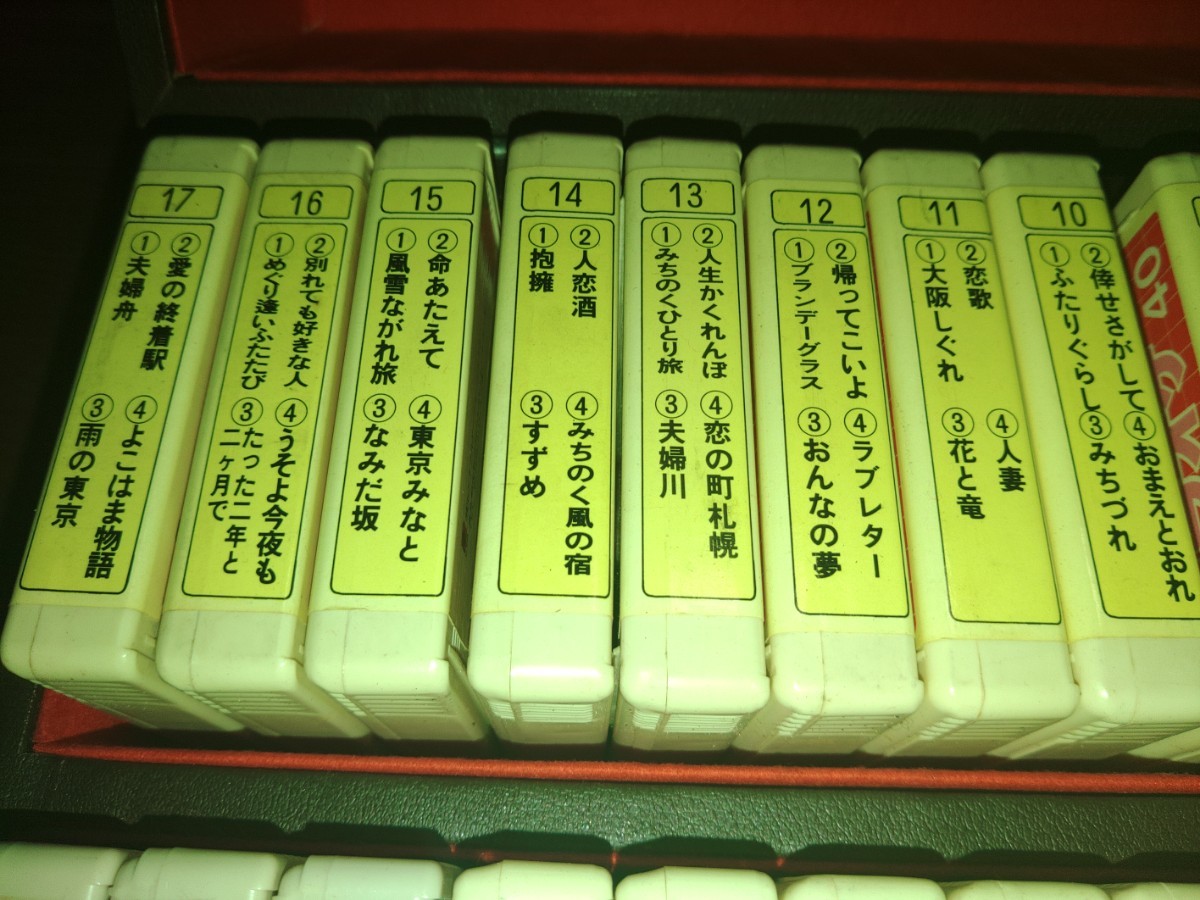 17
①夫婦舟
②愛の終着駅
③雨の東京
④よこはま物語
16
①めぐり逢いふたたび
②別れても好きな人
③たった二年と
二ヶ月で
④うそよ今夜も
15
①風雪ながれ旅
②命あたえて
③なみだ坂
④東京みなと
14
①抱擁
②人恋酒
③すずめ
④みちのく風の宿
13
①みちのくひとり旅
②人生かくれんぼ
③夫婦川
④恋の町札幌
12
①ブランデーグラス
②帰ってこいよ
③おんなの夢
④ラブレター
11
①大阪しぐれ
②恋歌
③花と竜
④人妻
10
①ふたりぐらし
②倖せさがして
③みちづれ
④おまえとおれ
40